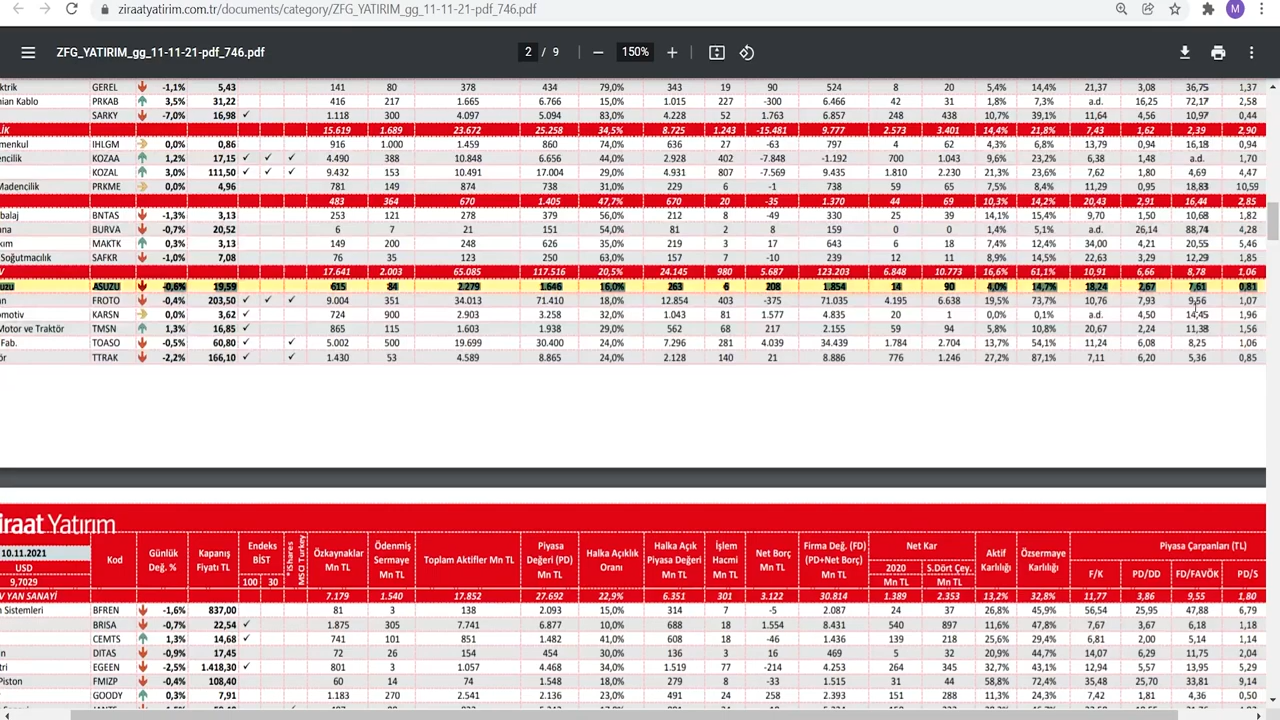 ziraatyatirim.com.tr/documents/category/ZFG_YATIRIM_gg_11-11-21-pdf_746.pdf
M
ZFG_YATIRIM_gg_11-11-21-pdf_746.pdf
2 / 9
150%
ktrik GEREL -1,1% 5,43 141 80 378 434 79,0% 343 19 90 524 8 20 5,4% 14,4% 21,37 3,08 36,75 1,37
nian Kablo PRKAB 3,5% 31,22 416 217 1.665 6.766 15,0% 1.015 227 -300 6.466 42 31 1,8% 7,3% a.d. 16,25 72,17 2,58
SARKY -7,0% 16,98 ✓ 1.118 300 4.097 5.094 83,0% 4.228 52 1.763 6.857 248 438 10,7% 39,1% 11,64 4,56 10,97 0,44
LİK 15.619 1.689 23.672 25.258 34,5% 8.725 1.243 -15.481 9.777 2.573 3.401 14,4% 21,8% 7,43 1,62 2,39 2,90
menkul IHLGM 0,0% 0,86 916 1.000 1.459 860 74,0% 636 27 -63 797 4 62 4,3% 6,8% 13,79 0,94 16,18 0,94
dencilik KOZAA 1,2% 17,15 ✓ ✓ ✓ 4.490 388 10.848 6.656 44,0% 2.928 402 -7.848 -1.192 700 1.043 9,6% 23,2% 6,38 1,48 a.d. 1,70
KOZAL 3,0% 111,50 ✓ ✓ ✓ 9.432 153 10.491 17.004 29,0% 4.931 807 -7.569 9.435 1.810 2.230 21,3% 23,6% 7,62 1,80 4,69 4,47
Madencilik PRKME 0,0% 4,96 781 149 874 738 31,0% 229 6 -1 738 59 65 7,5% 8,4% 11,29 0,95 18,83 10,59
483 364 670 1.405 47,7% 670 20 -35 1.370 44 69 10,3% 14,2% 20,43 2,91 16,44 2,85
balaj BNTAS -1,3% 3,13 253 121 278 379 56,0% 212 8 -49 330 25 39 14,1% 15,4% 9,70 1,50 10,68 1,82
ana BURVA -0,7% 20,52 6 7 21 151 54,0% 81 2 8 159 0 0 1,4% 5,1% a.d. 26,14 88,74 4,28
kım MAKTK 0,3% 3,13 149 200 248 626 35,0% 219 3 17 643 6 18 7,4% 12,4% 34,00 4,21 20,55 5,46
Soğutmacılık SAFKR -1,0% 7,08 76 35 123 250 63,0% 157 7 -10 239 12 11 8,9% 14,5% 22,63 3,29 12,29 1,85
V 17.641 2.003 65.085 117.516 20,5% 24.145 980 5.687 123.203 6.848 10.773 16,6% 61,1% 10,91 6,66 8,78 1,06
uzu ASUZU -0,6% 19,59 615 84 2.279 1.646 16,0% 263 6 208 1.854 14 90 4,0% 14,7% 18,24 2,67 7,61 0,81
an FROTO -0,4% 203,50 ✓ ✓ ✓ 9.004 351 34.013 71.410 18,0% 12.854 403 -375 71.035 4.195 6.638 19,5% 73,7% 10,76 7,93 9,56 1,07
omotiv KARSN 0,0% 3,62 ✓ 724 900 2.903 3.258 32,0% 1.043 81 1.577 4.835 20 1 0,0% 0,1% a.d. 4,50 14,45 1,96
Motor ve Traktör TMSN 1,3% 16,85 ✓ ✓ 865 115 1.603 1.938 29,0% 562 68 217 2.155 59 94 5,8% 10,8% 20,67 2,24 11,38 1,56
Fab. TOASO -0,5% 60,80 ✓ ✓ 5.002 500 19.699 30.400 24,0% 7.296 281 4.039 34.439 1.784 2.704 13,7% 54,1% 11,24 6,08 8,25 1,06
ör TTRAK -2,2% 166,10 ✓ ✓ 1.430 53 4.589 8.865 24,0% 2.128 140 21 8.886 776 1.246 27,2% 87,1% 7,11 6,20 5,36 0,85
iraat Yatırım
10.11.2021
USD
9,7029
Kod
Günlük Değ. %
Kapanış Fiyatı TL
Endeks BİST
100 30
*iShares MSCI Turkey
Özkaynaklar Mn TL
Ödenmiş Sermaye Mn TL
Toplam Aktifler Mn TL
Piyasa Değeri (PD) Mn TL
Halka Açıklık Oranı
Halka Açık Piyasa Değeri Mn TL
İşlem Hacmi Mn TL
Net Borç Mn TL
Firma Değ. (FD) (PD+Net Borç) Mn TL
Net Kar
2020 S.Dört Çey.
Mn TL Mn TL
Aktif Karlılığı
Özsermaye Karlılığı
Piyasa Çarpanları (TL)
F/K PD/DD FD/FAVÖK PD/S
V YAN SANAYİ 7.179 1.540 17.852 27.692 22,9% 6.351 301 3.122 30.814 1.389 2.353 13,2% 32,8% 11,77 3,86 9,55 1,80
n Sistemleri BFREN -1,6% 837,00 81 3 138 2.093 15,0% 314 7 -5 2.087 24 37 26,8% 45,9% 56,54 25,95 47,88 6,79
BRISA -0,7% 22,54 ✓ 1.875 305 7.741 6.877 10,0% 688 18 1.554 8.431 540 897 11,6% 47,8% 7,67 3,67 6,18 1,18
CEMTS 1,3% 14,68 ✓ 741 101 851 1.482 41,0% 608 18 -46 1.436 139 218 25,6% 29,4% 6,81 2,00 5,14 1,14
DITAS -0,9% 17,45 72 26 154 454 30,0% 136 3 16 469 5 32 20,9% 44,7% 14,07 6,29 11,75 2,04
tri EGEEN -2,5% 1.418,30 ✓ 801 3 1.057 4.468 34,0% 1.519 77 -214 4.253 264 345 32,7% 43,1% 12,94 5,57 13,95 5,29
Piston FMIZP -0,4% 108,40 60 14 74 1.548 18,0% 279 8 -33 1.515 31 44 58,8% 72,4% 35,48 25,70 33,81 9,14
GOODY 0,3% 7,91 1.183 270 2.541 2.136 23,0% 491 24 258 2.393 151 288 11,3% 24,3% 7,42 1,81 4,36 0,50